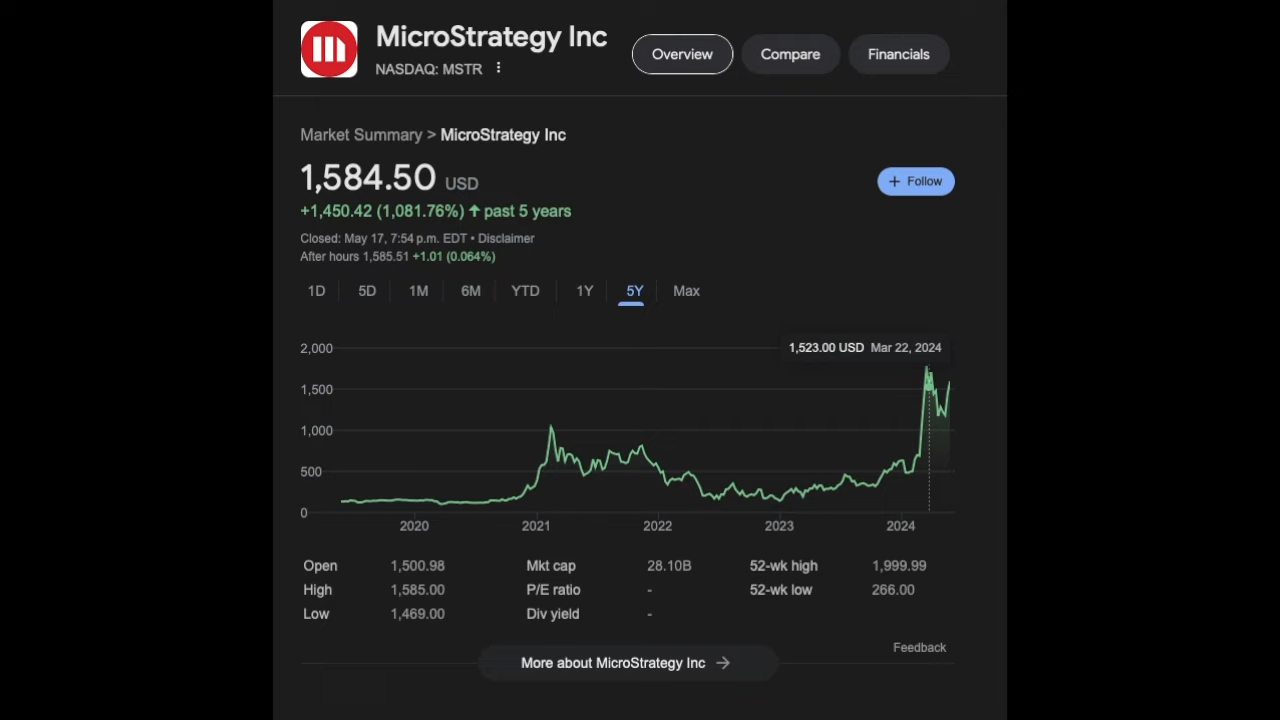 MicroStrategy Inc
NASDAQ: MSTR
Overview
Compare
Financials
Market Summary > MicroStrategy Inc
1,584.50 USD
+ Follow
+1,450.42 (1,081.76%) ↑ past 5 years
Closed: May 17, 7:54 p.m. EDT • Disclaimer
After hours 1,585.51 +1.01 (0.064%)
1D 5D 1M 6M YTD 1Y 5Y Max
1,523.00 USD Mar 22, 2024
2,000
1,500
1,000
500
0
2020 2021 2022 2023 2024
Open 1,500.98 Mkt cap 28.10B 52-wk high 1,999.99
High 1,585.00 P/E ratio - 52-wk low 266.00
Low 1,469.00 Div yield -
Feedback
More about MicroStrategy Inc →